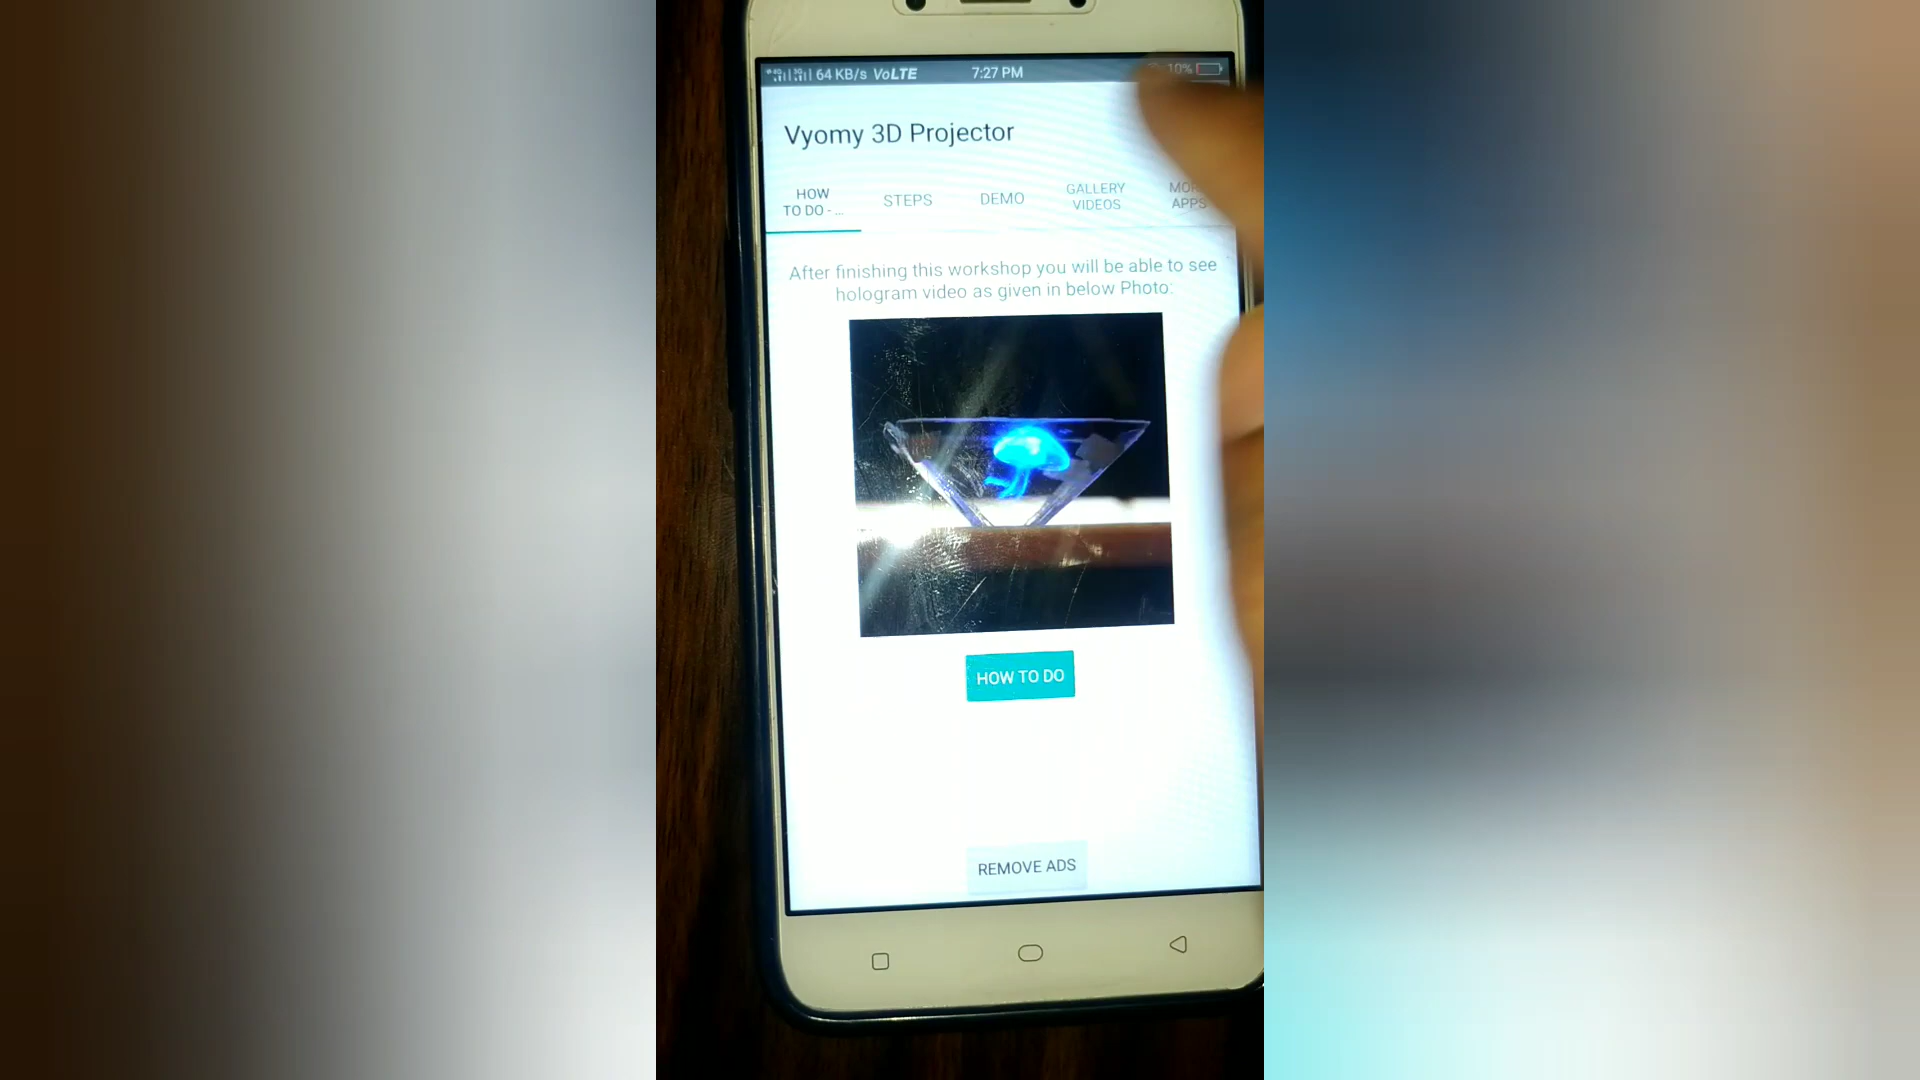 64 KB/s VoLTE 7:27 PM 10%
Vyomy 3D Projector
HOW
TO DO - ...
STEPS
DEMO
GALLERY
VIDEOS
APPS
After finishing this workshop you will be able to see
hologram video as given in below Photo:
HOW TO DO
REMOVE ADS